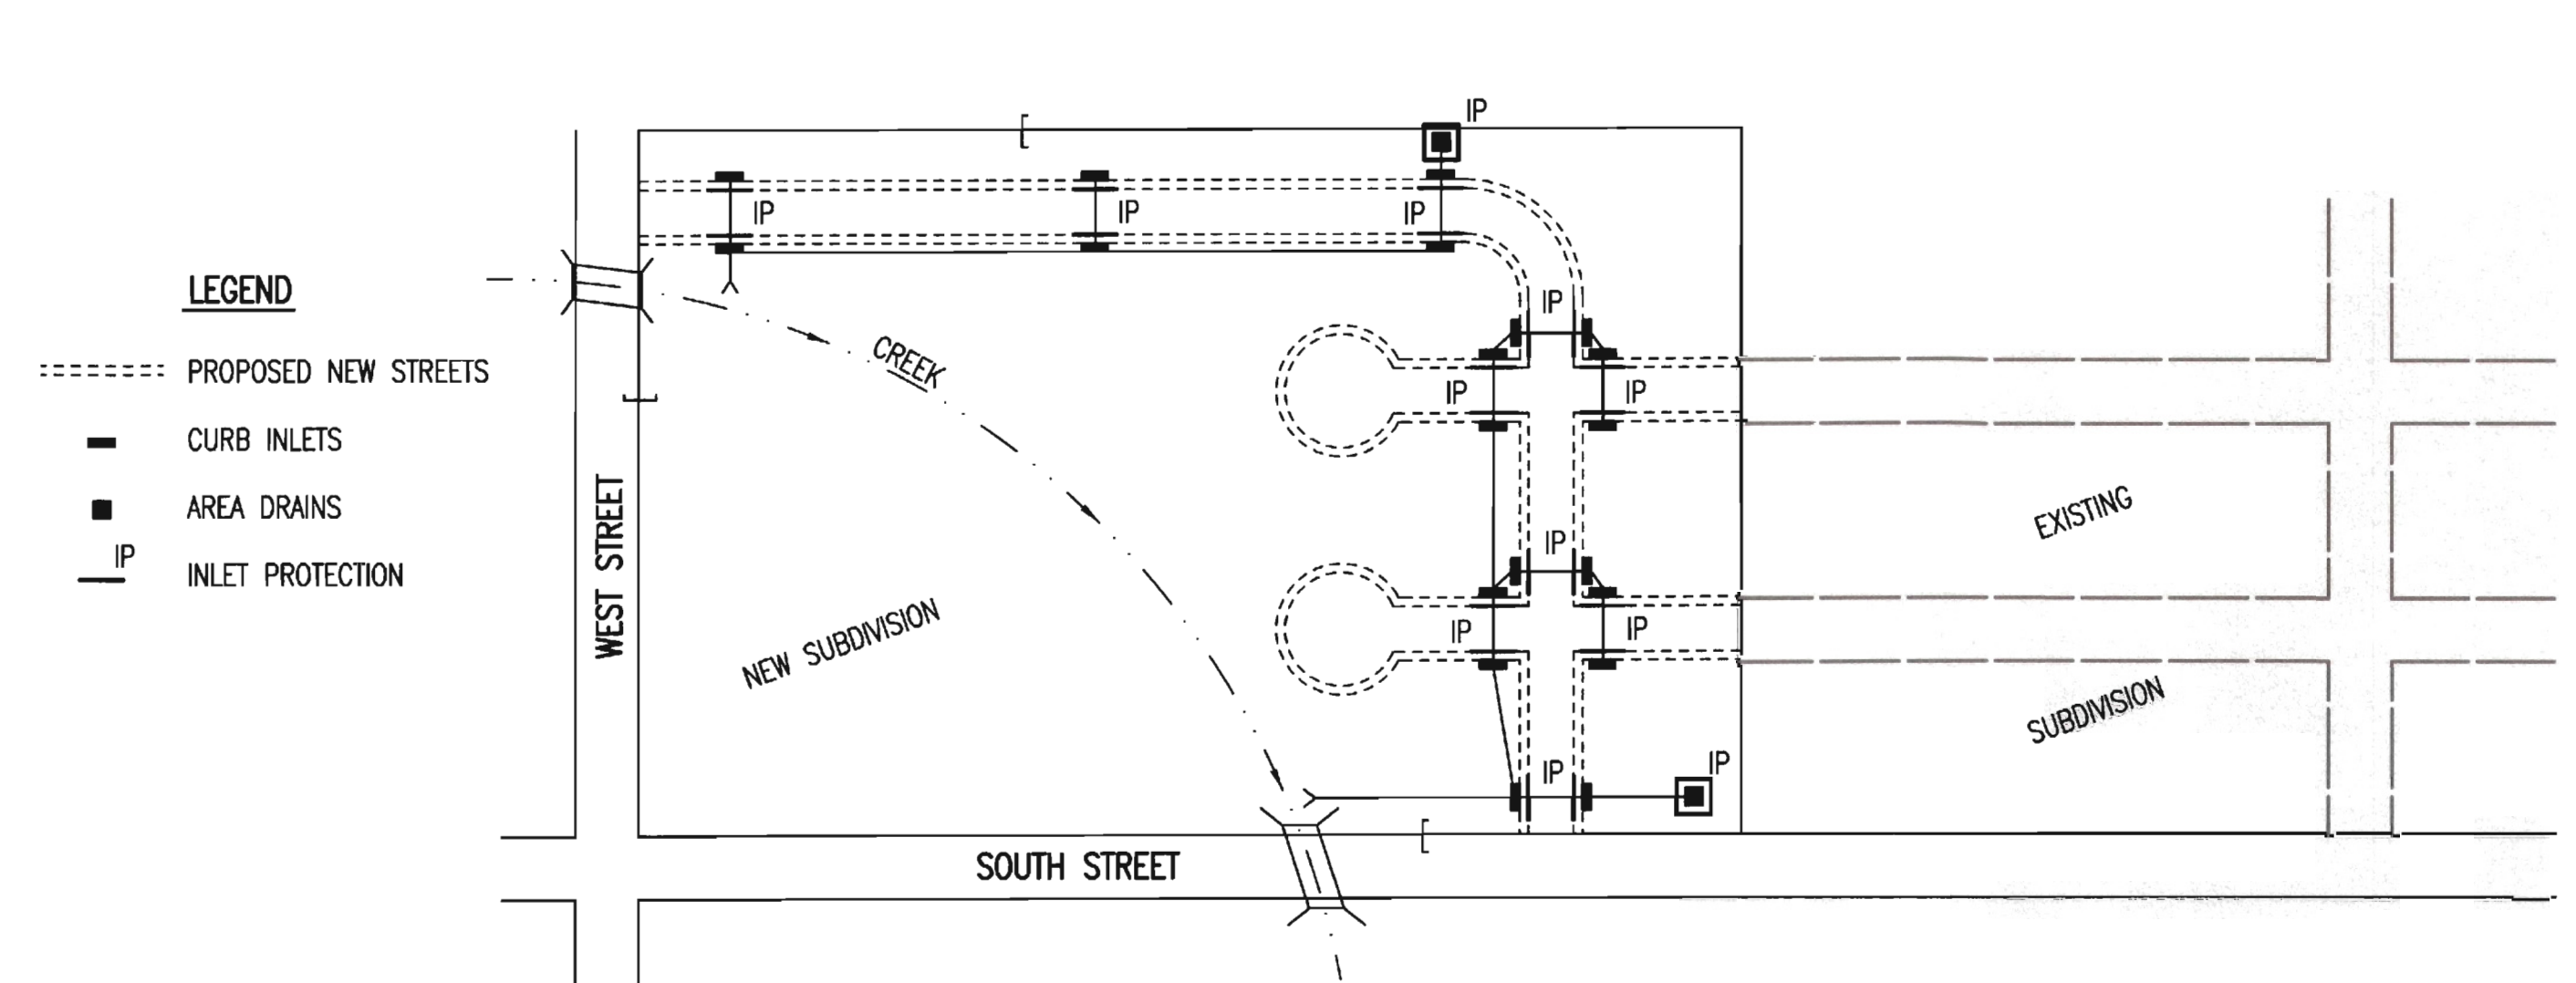 IP
IP
IP
IP
LEGEND
PROPOSED NEW STREETS
CURB INLETS
AREA DRAINS
IP
INLET PROTECTION
WEST STREET
CREEK
NEW SUBDIVISION
IP
IP
IP
IP
IP
IP
IP
IP
EXISTING
SUBDIVISION
SOUTH STREET